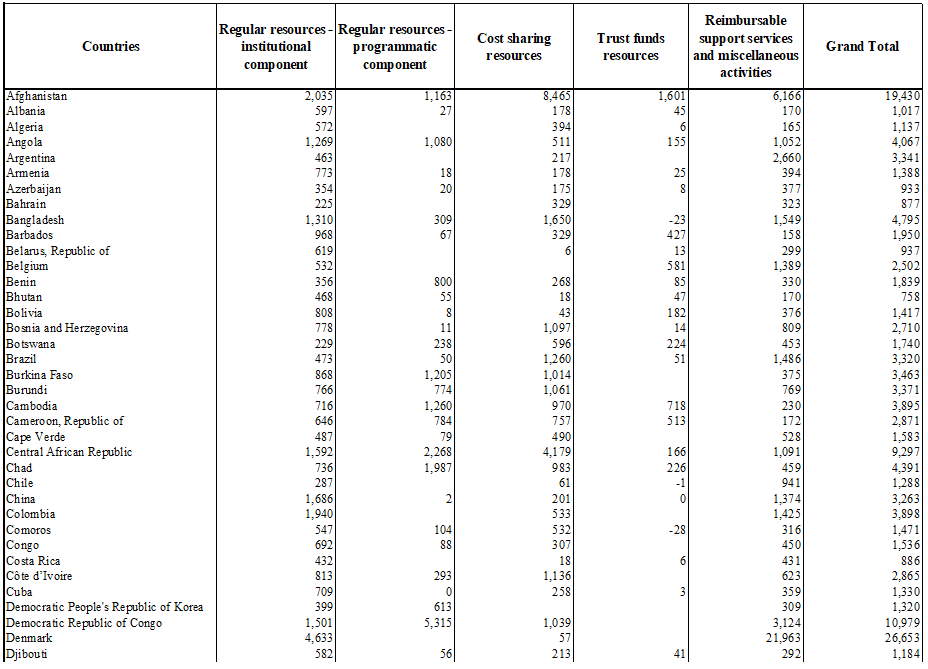 Countries Regular resources - institutional component Regular resources - programmatic component Cost sharing resources Trust funds resources Reimbursable support services and miscellaneous activities Grand Total
Afghanistan 2,035 1,163 8,465 1,601 6,166 19,430
Albania 597 27 178 45 170 1,017
Algeria 572 394 6 165 1,137
Angola 1,269 1,080 511 155 1,052 4,067
Argentina 463 217 2,660 3,341
Armenia 773 18 178 25 394 1,388
Azerbaijan 354 20 175 8 377 933
Bahrain 225 329 323 877
Bangladesh 1,310 309 1,650 -23 1,549 4,795
Barbados 968 67 329 427 158 1,950
Belarus, Republic of 619 6 13 299 937
Belgium 532 581 1,389 2,502
Benin 356 800 268 85 330 1,839
Bhutan 468 55 18 47 170 758
Bolivia 808 8 43 182 376 1,417
Bosnia and Herzegovina 778 11 1,097 14 809 2,710
Botswana 229 238 596 224 453 1,740
Brazil 473 50 1,260 51 1,486 3,320
Burkina Faso 868 1,205 1,014 375 3,463
Burundi 766 774 1,061 769 3,371
Cambodia 716 1,260 970 718 230 3,895
Cameroon, Republic of 646 784 757 513 172 2,871
Cape Verde 487 79 490 528 1,583
Central African Republic 1,592 2,268 4,179 166 1,091 9,297
Chad 736 1,987 983 226 459 4,391
Chile 287 61 -1 941 1,288
China 1,686 2 201 0 1,374 3,263
Colombia 1,940 533 1,425 3,898
Comoros 547 104 532 -28 316 1,471
Congo 692 88 307 450 1,536
Costa Rica 432 18 6 431 886
Côte d'Ivoire 813 293 1,136 623 2,865
Cuba 709 0 258 3 359 1,330
Democratic People's Republic of Korea 399 613 309 1,320
Democratic Republic of Congo 1,501 5,315 1,039 3,124 10,979
Denmark 4,633 57 21,963 26,653
Djibouti 582 56 213 41 292 1,184